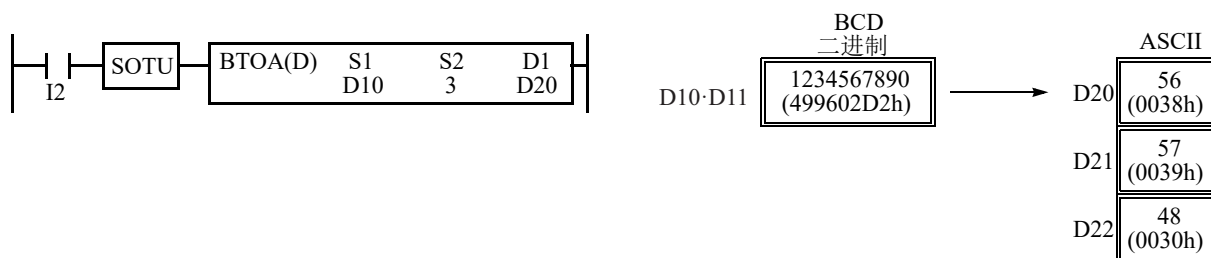 I2
SOTU
BTOA(D) S1 S2 D1
D10 3 D20
BCD
二进制
D10·D11
1234567890
(499602D2h)
ASCII
D20
56
(0038h)
D21
57
(0039h)
D22
48
(0030h)